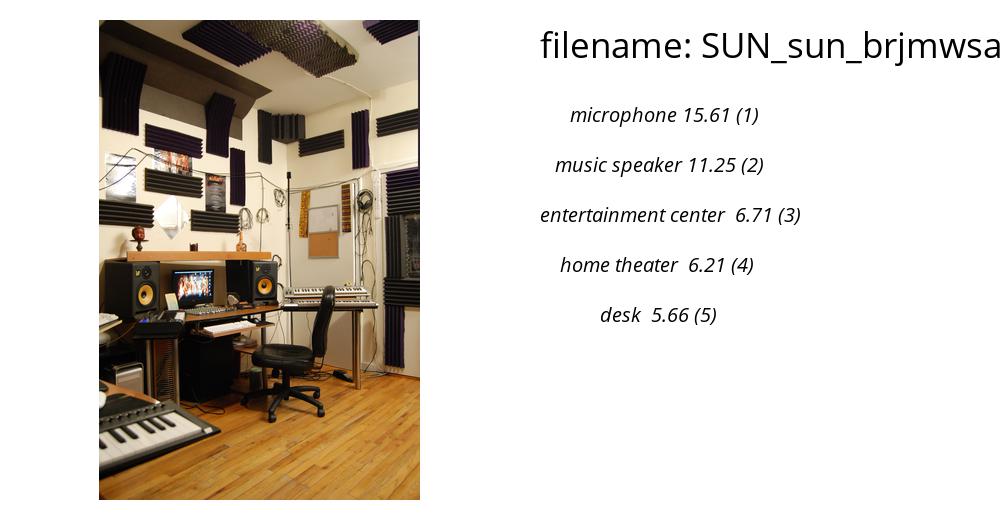 filename: SUN_sun_brjmwsa
microphone 15.61 (1)
music speaker 11.25 (2)
entertainment center  6.71 (3)
home theater  6.21 (4)
desk  5.66 (5)